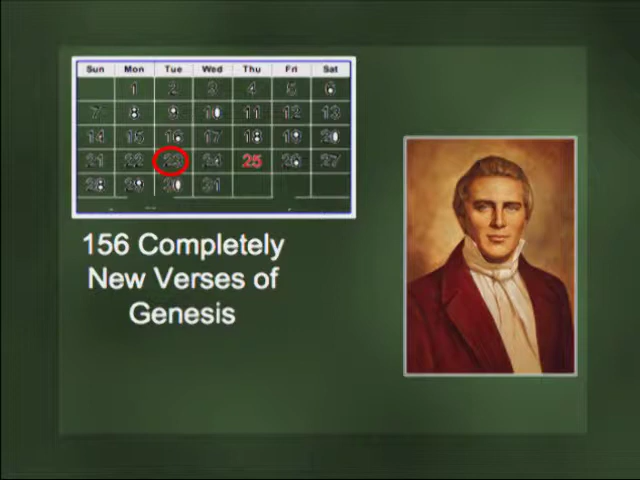 Sun Mon Tue Wed Thu Fri Sat
1 2 3 4 5 6
7 8 9 10 11 12 13
14 15 16 17 18 19 20
21 22 23 24 25 26 27
28 29 30 31
156 Completely
New Verses of
Genesis